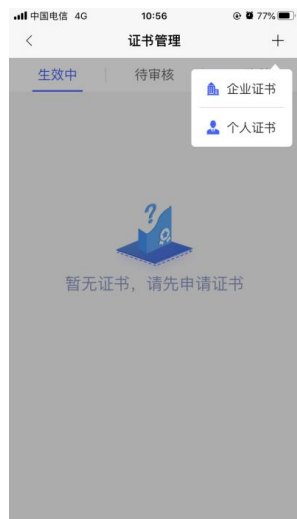 中国电信 4G 10:56 77%
证书管理
生效中 待审核
企业证书
个人证书
暂无证书，请先申请证书